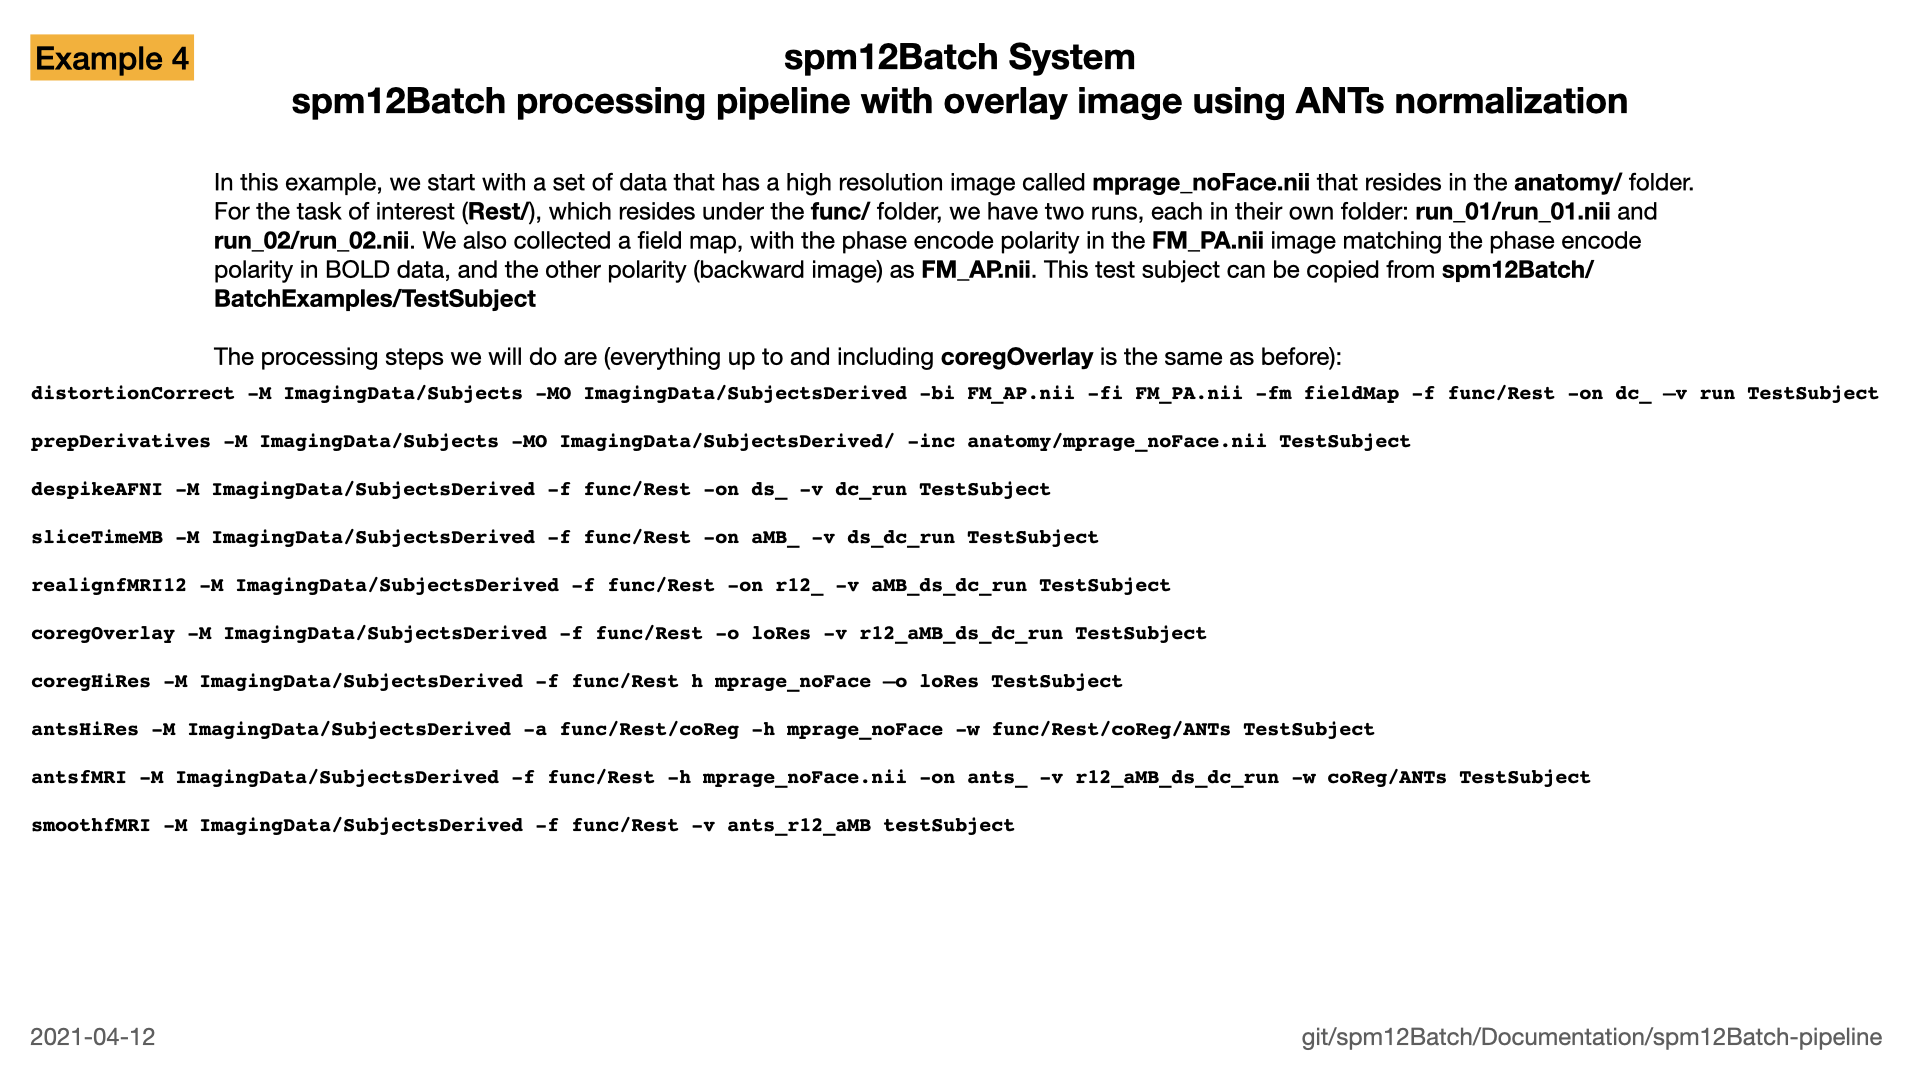 Example 4
spm12Batch System
spm12Batch processing pipeline with overlay image using ANTs normalization
In this example, we start with a set of data that has a high resolution image called mprage_noFace.nii that resides in the anatomy/ folder.
For the task of interest (Rest/), which resides under the func/ folder, we have two runs, each in their own folder: run_01/run_01.nii and
run_02/run_02.nii. We also collected a field map, with the phase encode polarity in the FM_PA.nii image matching the phase encode
polarity in BOLD data, and the other polarity (backward image) as FM_AP.nii. This test subject can be copied from spm12Batch/
BatchExamples/TestSubject
The processing steps we will do are (everything up to and including coregOverlay is the same as before):
distortionCorrect -M ImagingData/Subjects -MO ImagingData/SubjectsDerived -bi FM_AP.nii -fi FM_PA.nii -fm fieldMap -f func/Rest -on dc_ –v run TestSubject
prepDerivatives -M ImagingData/Subjects -MO ImagingData/SubjectsDerived/ -inc anatomy/mprage_noFace.nii TestSubject
despikeAFNI -M ImagingData/SubjectsDerived -f func/Rest -on ds_ -v dc_run TestSubject
sliceTimeMB -M ImagingData/SubjectsDerived -f func/Rest -on aMB_ -v ds_dc_run TestSubject
realignfMRI12 -M ImagingData/SubjectsDerived -f func/Rest -on r12_ -v aMB_ds_dc_run TestSubject
coregOverlay -M ImagingData/SubjectsDerived -f func/Rest -o loRes -v r12_aMB_ds_dc_run TestSubject
coregHiRes -M ImagingData/SubjectsDerived -f func/Rest h mprage_noFace –o loRes TestSubject
antsHiRes -M ImagingData/SubjectsDerived -a func/Rest/coReg -h mprage_noFace -w func/Rest/coReg/ANTs TestSubject
antsfMRI -M ImagingData/SubjectsDerived -f func/Rest -h mprage_noFace.nii -on ants_ -v r12_aMB_ds_dc_run -w coReg/ANTs TestSubject
smoothfMRI -M ImagingData/SubjectsDerived -f func/Rest -v ants_r12_aMB testSubject
2021-04-12
git/spm12Batch/Documentation/spm12Batch-pipeline